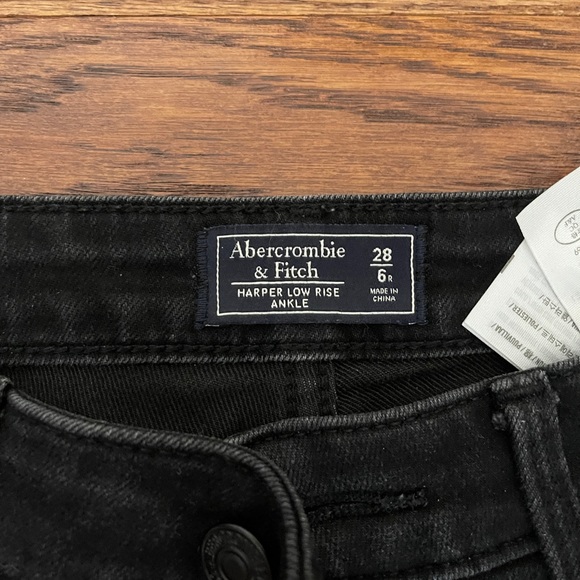 Abercrombie
& Fitch
HARPER LOW RISE
ANKLE
28
6R
MADE IN
CHINA